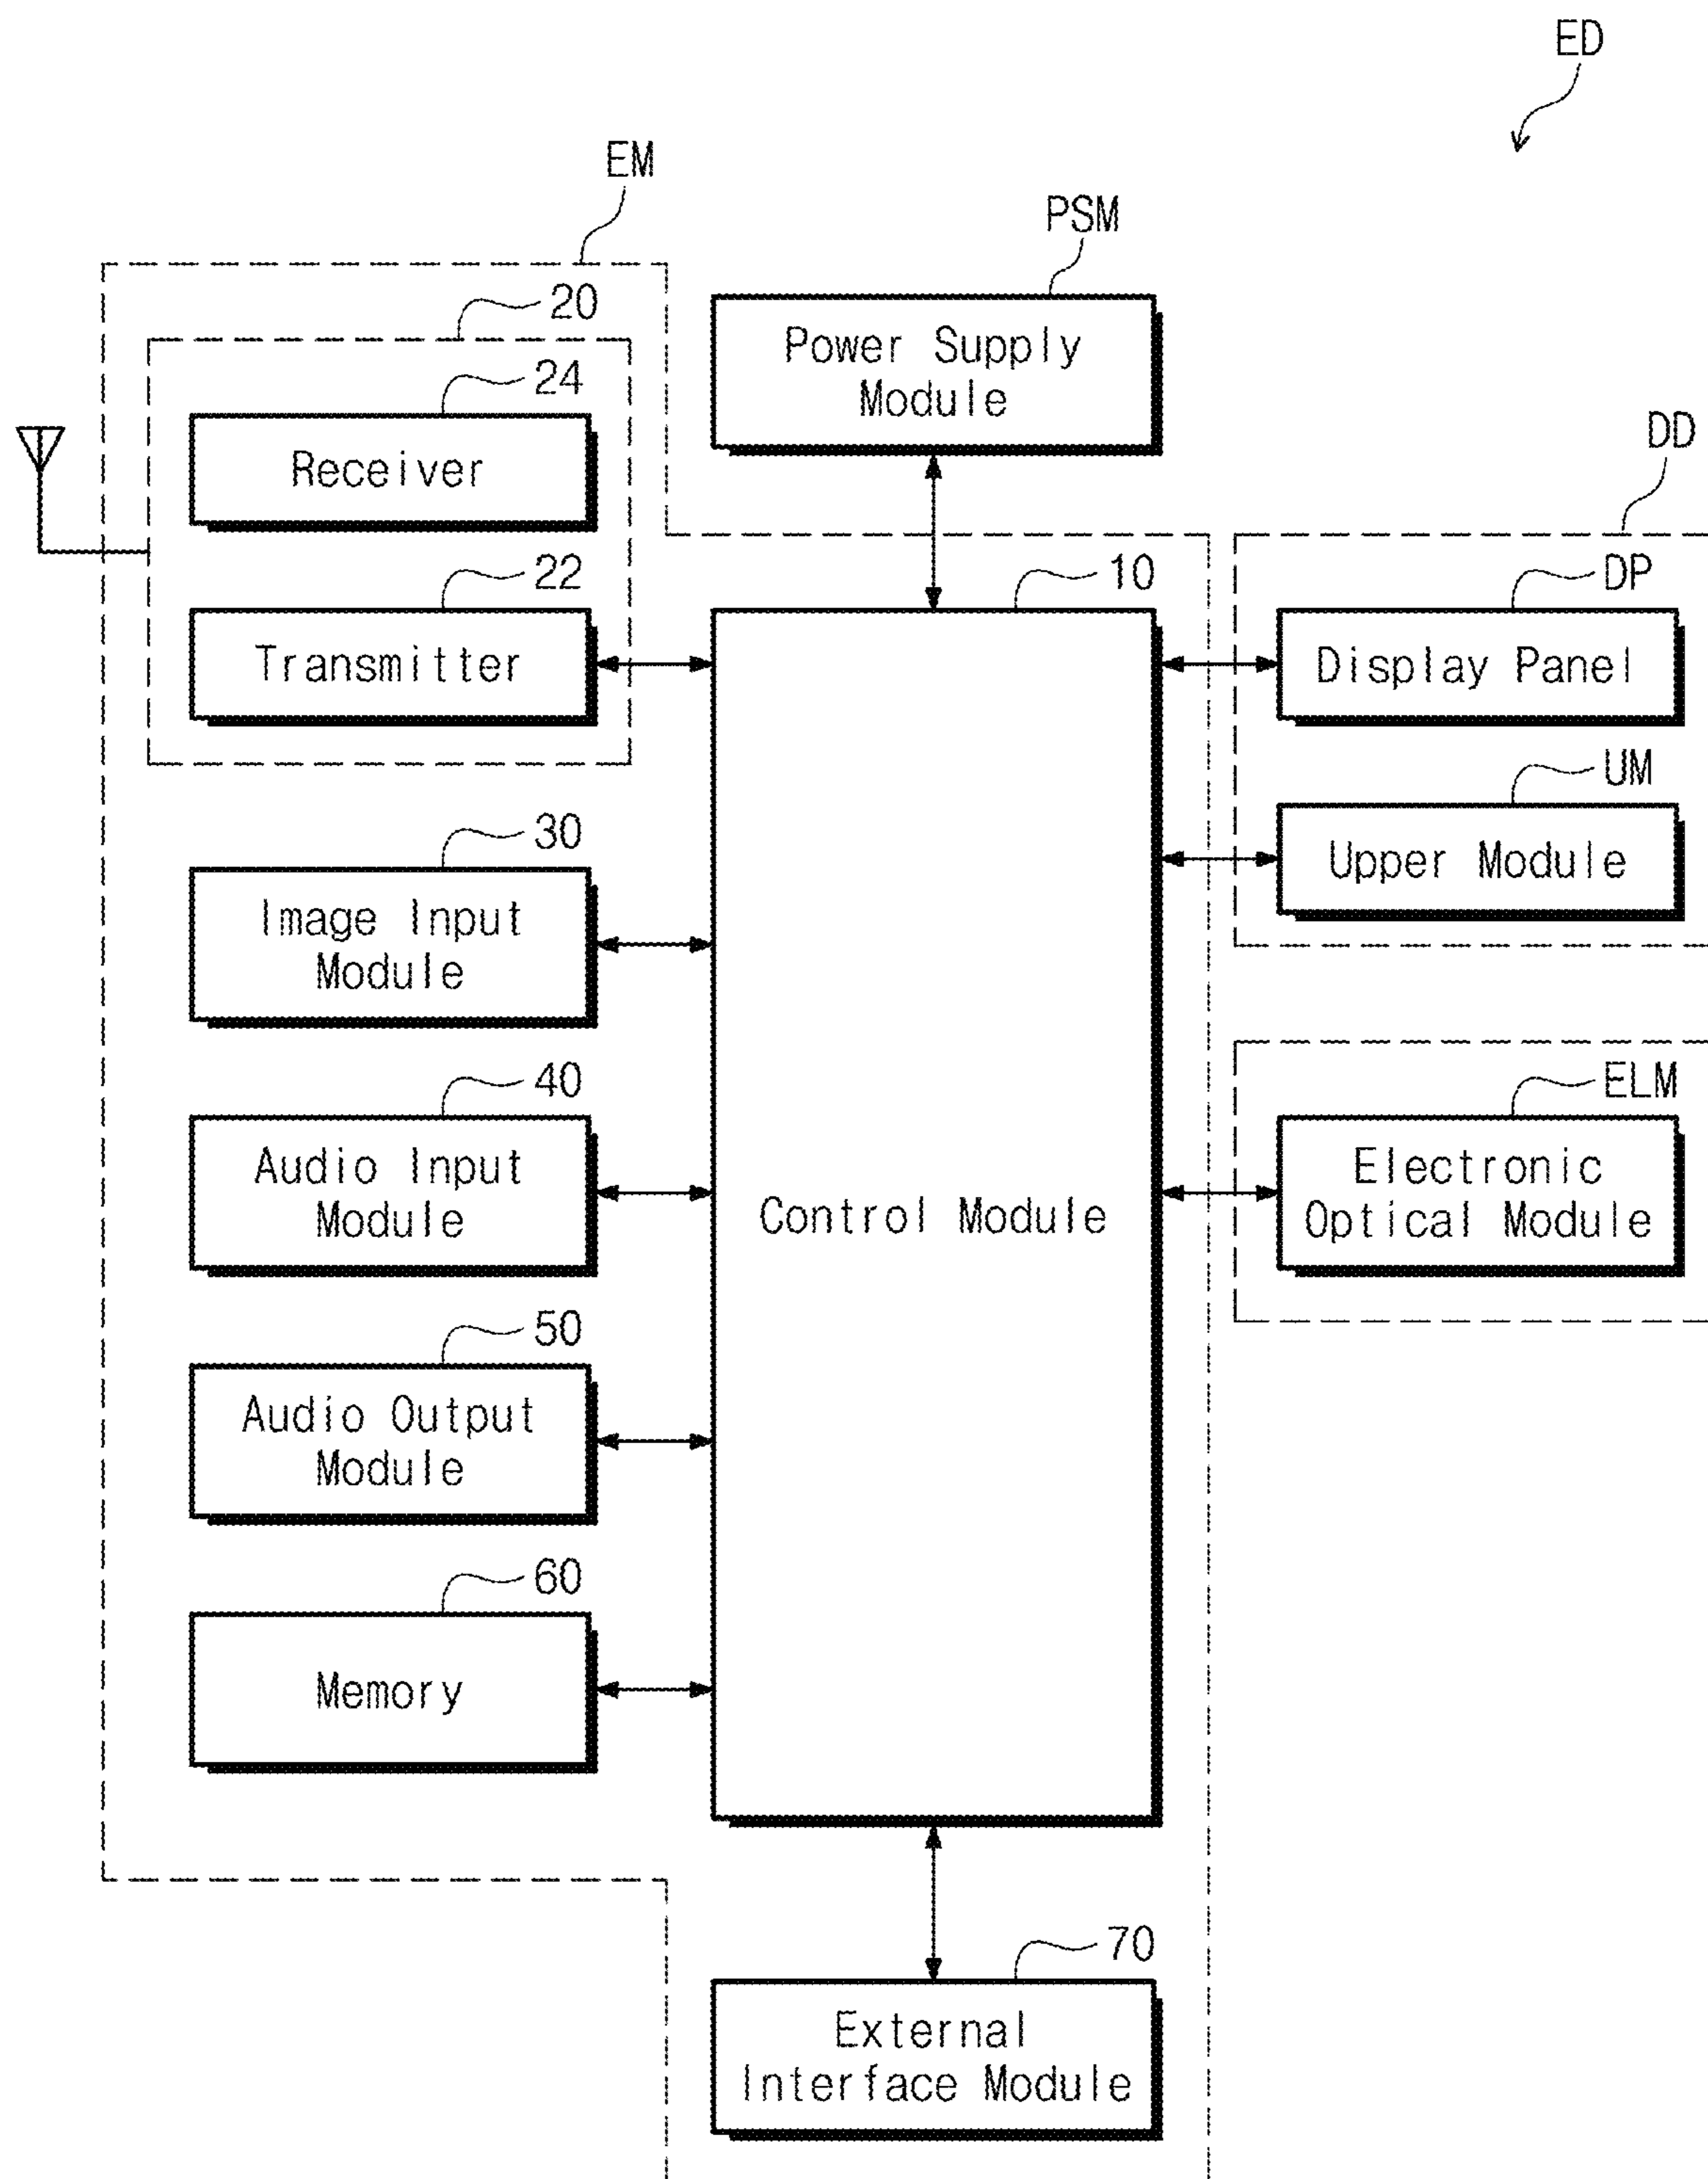 ED
EM
PSM
20
Power Supply
Module
24
Receiver
DD
22
10
DP
Transmitter
Display Panel
UM
30
Upper Module
Image Input
Module
40
ELM
Audio Input
Module
Control Module
Electronic
Optical Module
50
Audio Output
Module
60
Memory
70
External
Interface Module